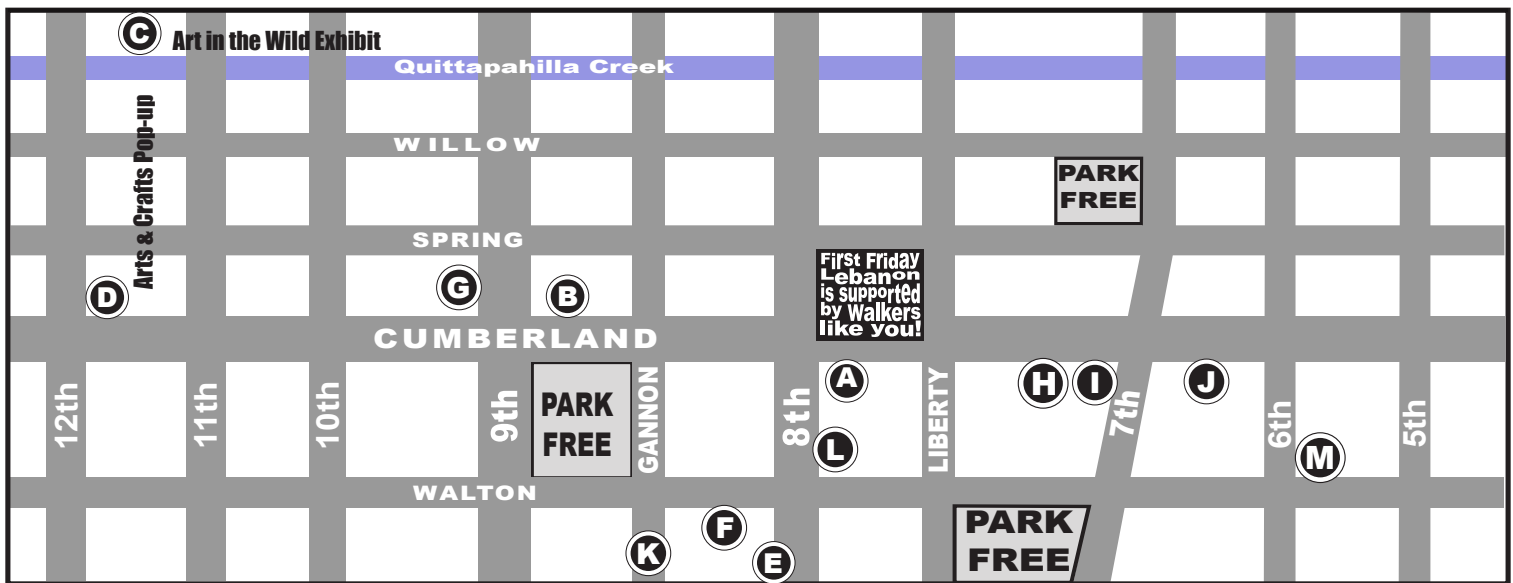 C
Art in the Wild Exhibit
Quittapahilla Creek
Arts & Crafts Pop-up
WILLOW
PARK
FREE
SPRING
First Friday
Lebanon
is supported
by Walkers
like you!
D
G
B
CUMBERLAND
12th
11th
10th
9th
PARK
FREE
GANNON
8th
A
L
LIBERTY
H
I
7th
J
6th
M
5th
WALTON
K
F
E
PARK
FREE